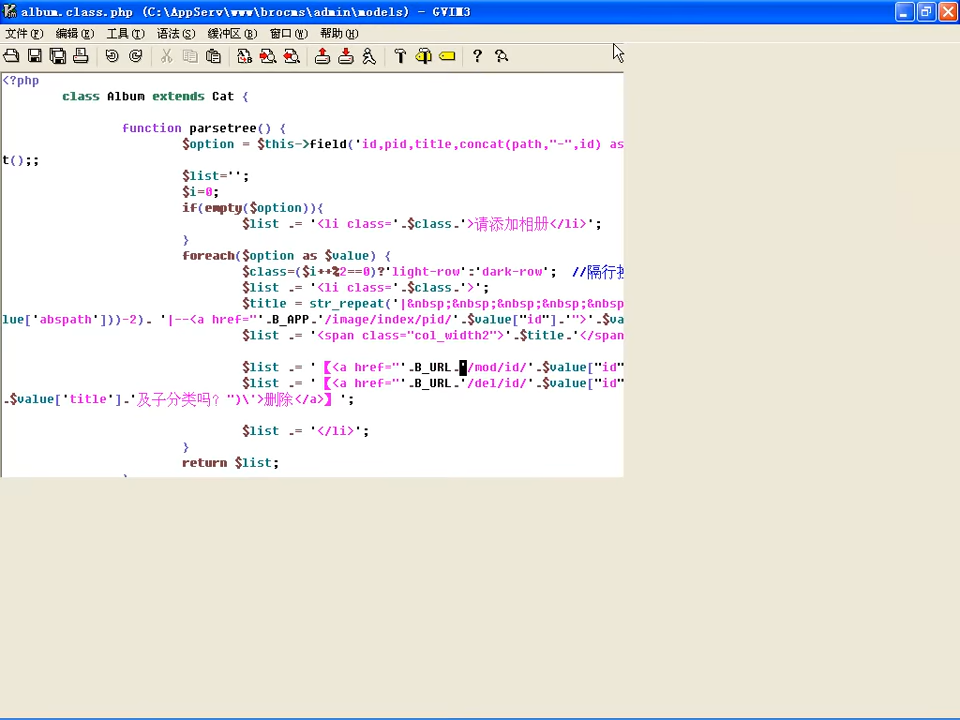 album.class.php (C:\AppServ\www\brocms\admin\models) - GVIM3
文件(F) 编辑(E) 工具(T) 语法(S) 缓冲区(B) 窗口(W) 帮助(H)
<?php
class Album extends Cat {
function parsetree() {
$option = $this->field('id,pid,title,concat(path,"-",id) as
t();;
$list='';
$i=0;
if(empty($option)){
$list .= '<li class='.$class.'>请添加相册</li>';
}
foreach($option as $value) {
$class=($i++%2==0)?'light-row':'dark-row'; //隔行换
$list .= '<li class='.$class.'>';
$title = str_repeat('|&nbsp;&nbsp;&nbsp;&nbsp;&nbsp
lue['abspath']))-2). '|--<a href="'.B_APP.'/image/index/pid/'.$value["id"].'">'.$va
$list .= '<span class="col_width2">'.$title.'</span
$list .= ' 【<a href="'.B_URL.'/mod/id/'.$value["id"
$list .= ' 【<a href="'.B_URL.'/del/id/'.$value["id"
.$value['title'].'及子分类吗？")\'>删除</a>】 ';
$list .= '</li>';
}
return $list;
}